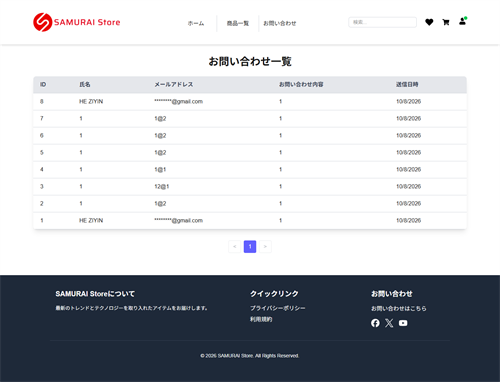 SAMURAI Store
ホーム 商品一覧 お問い合わせ 検索...
お問い合わせ一覧
ID 氏名 メールアドレス お問い合わせ内容 送信日時
8 HE ZIYIN ********@gmail.com 1 10/8/2026
7 1 1@2 1 10/8/2026
6 1 1@2 1 10/8/2026
5 1 1@2 1 10/8/2026
4 1 1@1 1 10/8/2026
3 1 12@1 1 10/8/2026
2 1 1@2 1 10/8/2026
1 HE ZIYIN ********@gmail.com 1 10/8/2026
« 1 »
SAMURAI Storeについて クイックリンク お問い合わせ
最新のトレンドとテクノロジーを取り入れたアイテムをお届けします。 プライバシーポリシー お問い合わせはこちら
利用規約
© 2026 SAMURAI Store. All Rights Reserved.